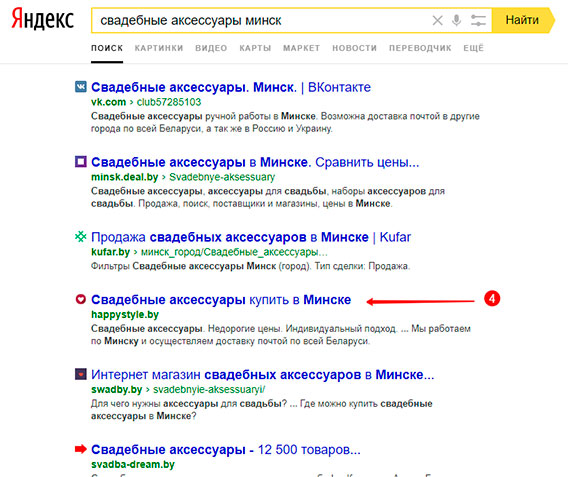 Яндекс
свадебные аксессуары минск
Найти
ПОИСК КАРТИНКИ ВИДЕО КАРТЫ МАРКЕТ НОВОСТИ ПЕРЕВОДЧИК ЕЩЁ
Свадебные аксессуары. Минск. | ВКонтакте
vk.com › club57285103
Свадебные аксессуары ручной работы в Минске. Возможна доставка почтой в другие
города по всей Беларуси, а так же в Россию и Украину.
Свадебные аксессуары в Минске. Сравнить цены...
minsk.deal.by › Svadebnye-aksessuary
Свадебные аксессуары, аксессуары для свадьбы, наборы аксессуаров для
свадьбы. Продажа, поиск, поставщики и магазины, цены в Минске.
Продажа свадебных аксессуаров в Минске | Kufar
kufar.by › минск_город/Свадебные_аксессуары...
Фильтры Свадебные аксессуары Минск (город). Тип сделки: Продажа.
Свадебные аксессуары купить в Минске
4
happystyle.by
Свадебные аксессуары. Недорогие цены. Индивидуальный подход. ... Мы работаем
по Минску и осуществляем доставку почтой по всей Беларуси.
Интернет магазин свадебных аксессуаров в Минске...
swadby.by › svadebnyie-aksessuaryi/
Для чего нужны аксессуары для свадьбы? ... Где можно купить свадебные
аксессуары в Минске?
Свадебные аксессуары - 12 500 товаров...
svadba-dream.by